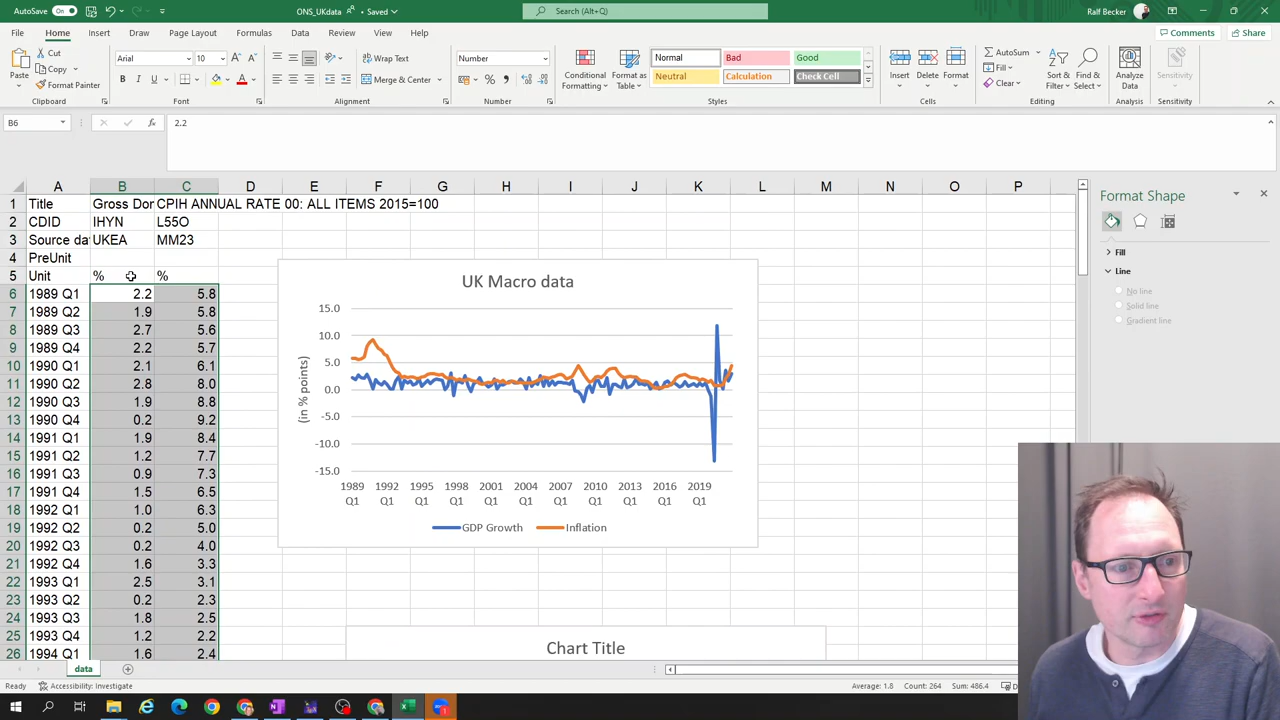 AutoSave On ONS_UKdata • Saved Search (Alt+Q) Ralf Becker
File Home Insert Draw Page Layout Formulas Data Review View Help Comments Share
Paste Cut Copy Format Painter Clipboard
Arial 10 B I U A Font
Wrap Text Merge & Center Alignment
Number % Number
Conditional Formatting Format as Table Normal Bad Good Neutral Calculation Check Cell Styles
Insert Delete Format Cells
AutoSum Fill Clear Sort & Filter Find & Select Editing
Analyze Data Analysis
Sensitivity Sensitivity
B6 fx 2.2
A B C D E F G H I J K L M N O P
1 Title Gross Dor CPIH ANNUAL RATE 00: ALL ITEMS 2015=100
2 CDID IHYN L55O
3 Source da UKEA MM23
4 PreUnit
5 Unit % %
6 1989 Q1 2.2 5.8
7 1989 Q2 1.9 5.8
8 1989 Q3 2.7 5.6
9 1989 Q4 2.2 5.7
10 1990 Q1 2.1 6.0
11 1990 Q2 2.8 8.0
12 1990 Q3 1.9 8.8
13 1990 Q4 0.2 9.2
14 1991 Q1 1.9 8.4
15 1991 Q2 1.2 7.7
16 1991 Q3 0.9 7.3
17 1991 Q4 1.5 6.5
18 1992 Q1 1.0 6.3
19 1992 Q2 0.2 5.0
20 1992 Q3 0.2 4.0
21 1992 Q4 1.6 3.3
22 1993 Q1 2.5 3.1
23 1993 Q2 0.2 2.3
24 1993 Q3 1.8 2.5
25 1993 Q4 1.2 2.2
26 1994 Q1 1.6 2.4
UK Macro data
(in % points)
15.0
10.0
5.0
0.0
-5.0
-10.0
-15.0
1989 Q1 1992 Q1 1995 Q1 1998 Q1 2001 Q1 2004 Q1 2007 Q1 2010 Q1 2013 Q1 2016 Q1 2019 Q1
GDP Growth Inflation
Chart Title
Format Shape
Fill
Line
No line
Solid line
Gradient line
data
Ready Accessibility: Investigate Average: 1.8 Count: 264 Sum: 486.4